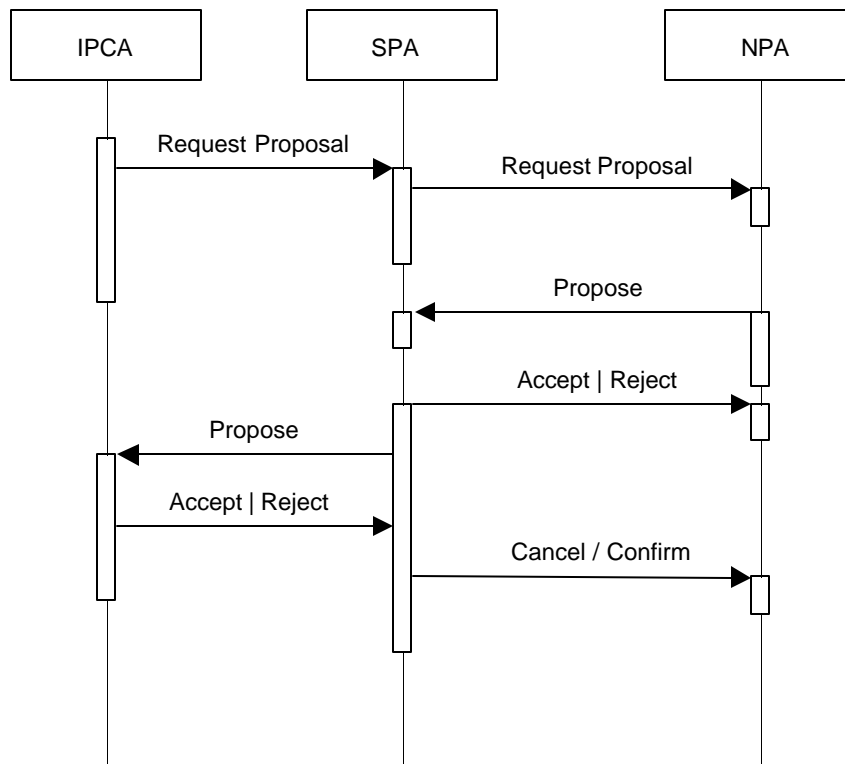 IPCA
SPA
NPA
Request Proposal
Request Proposal
Propose
Accept | Reject
Propose
Accept | Reject
Cancel / Confirm